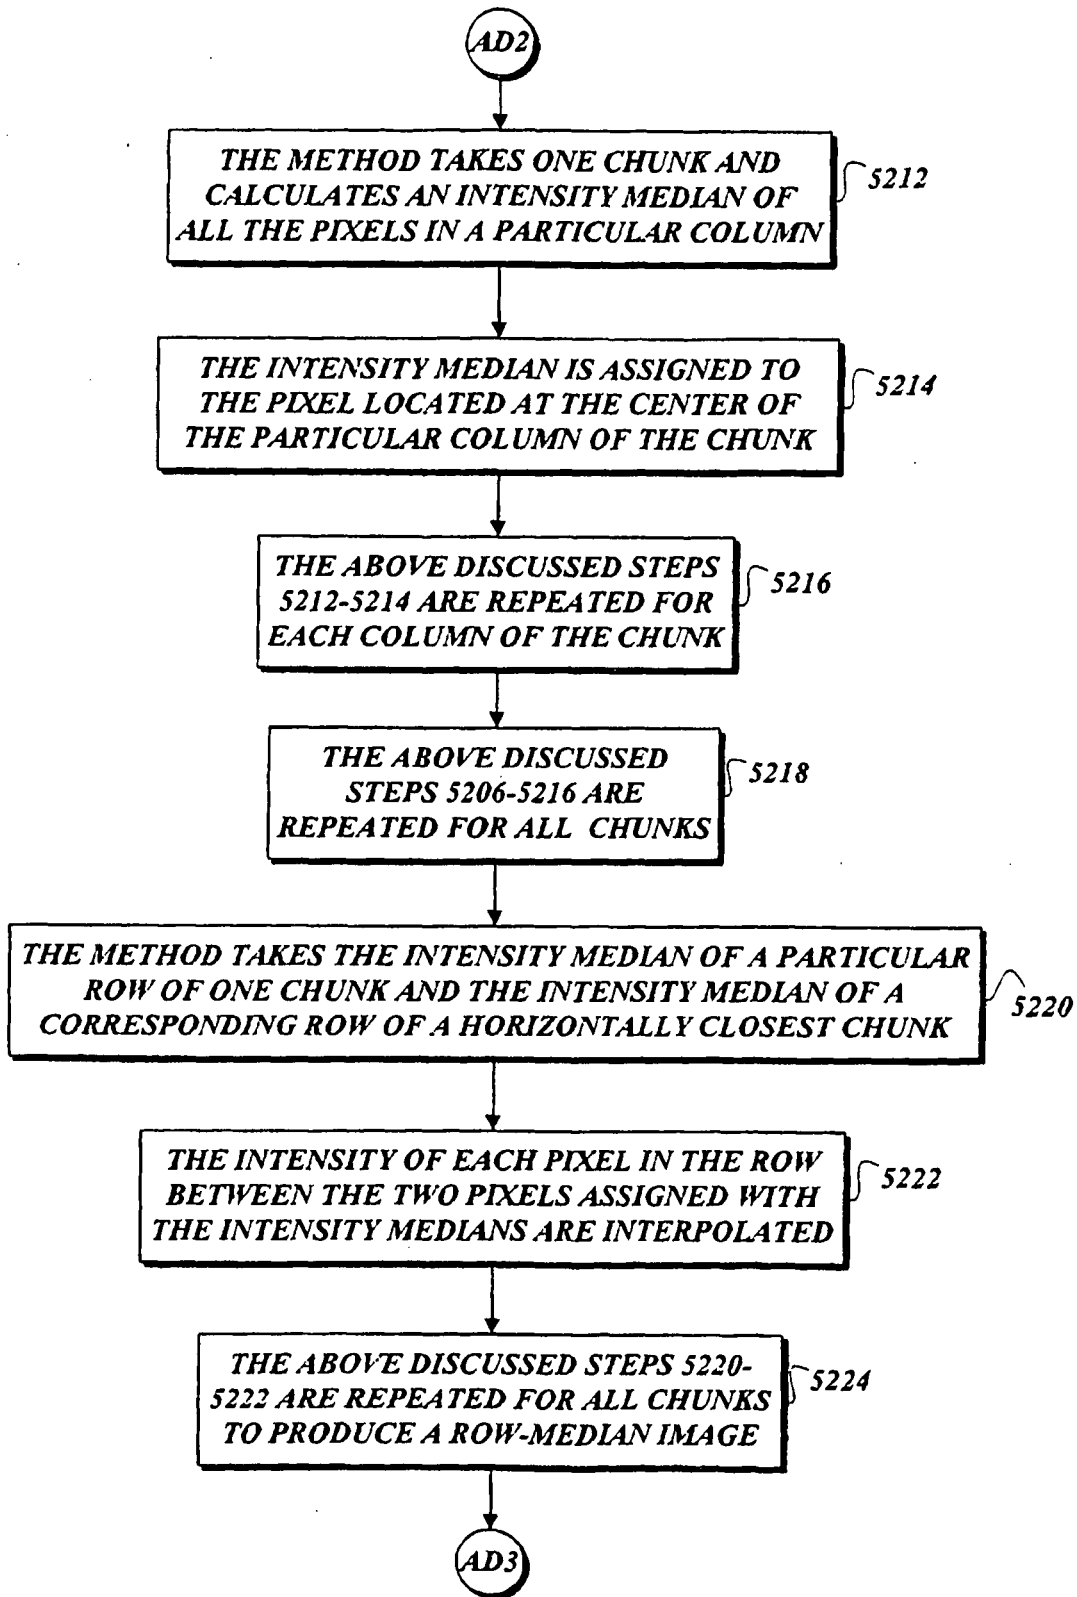 AD2
THE METHOD TAKES ONE CHUNK AND
CALCULATES AN INTENSITY MEDIAN OF
ALL THE PIXELS IN A PARTICULAR COLUMN
5212
THE INTENSITY MEDIAN IS ASSIGNED TO
THE PIXEL LOCATED AT THE CENTER OF
THE PARTICULAR COLUMN OF THE CHUNK
5214
THE ABOVE DISCUSSED STEPS
5212-5214 ARE REPEATED FOR
EACH COLUMN OF THE CHUNK
5216
THE ABOVE DISCUSSED
STEPS 5206-5216 ARE
REPEATED FOR ALL CHUNKS
5218
THE METHOD TAKES THE INTENSITY MEDIAN OF A PARTICULAR
ROW OF ONE CHUNK AND THE INTENSITY MEDIAN OF A
CORRESPONDING ROW OF A HORIZONTALLY CLOSEST CHUNK
5220
THE INTENSITY OF EACH PIXEL IN THE ROW
BETWEEN THE TWO PIXELS ASSIGNED WITH
THE INTENSITY MEDIANS ARE INTERPOLATED
5222
THE ABOVE DISCUSSED STEPS 5220-
5222 ARE REPEATED FOR ALL CHUNKS
TO PRODUCE A ROW-MEDIAN IMAGE
5224
AD3